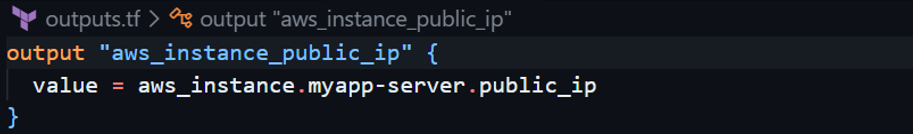 outputs.tf > output "aws_instance_public_ip"
output "aws_instance_public_ip" {
  value = aws_instance.myapp-server.public_ip
}